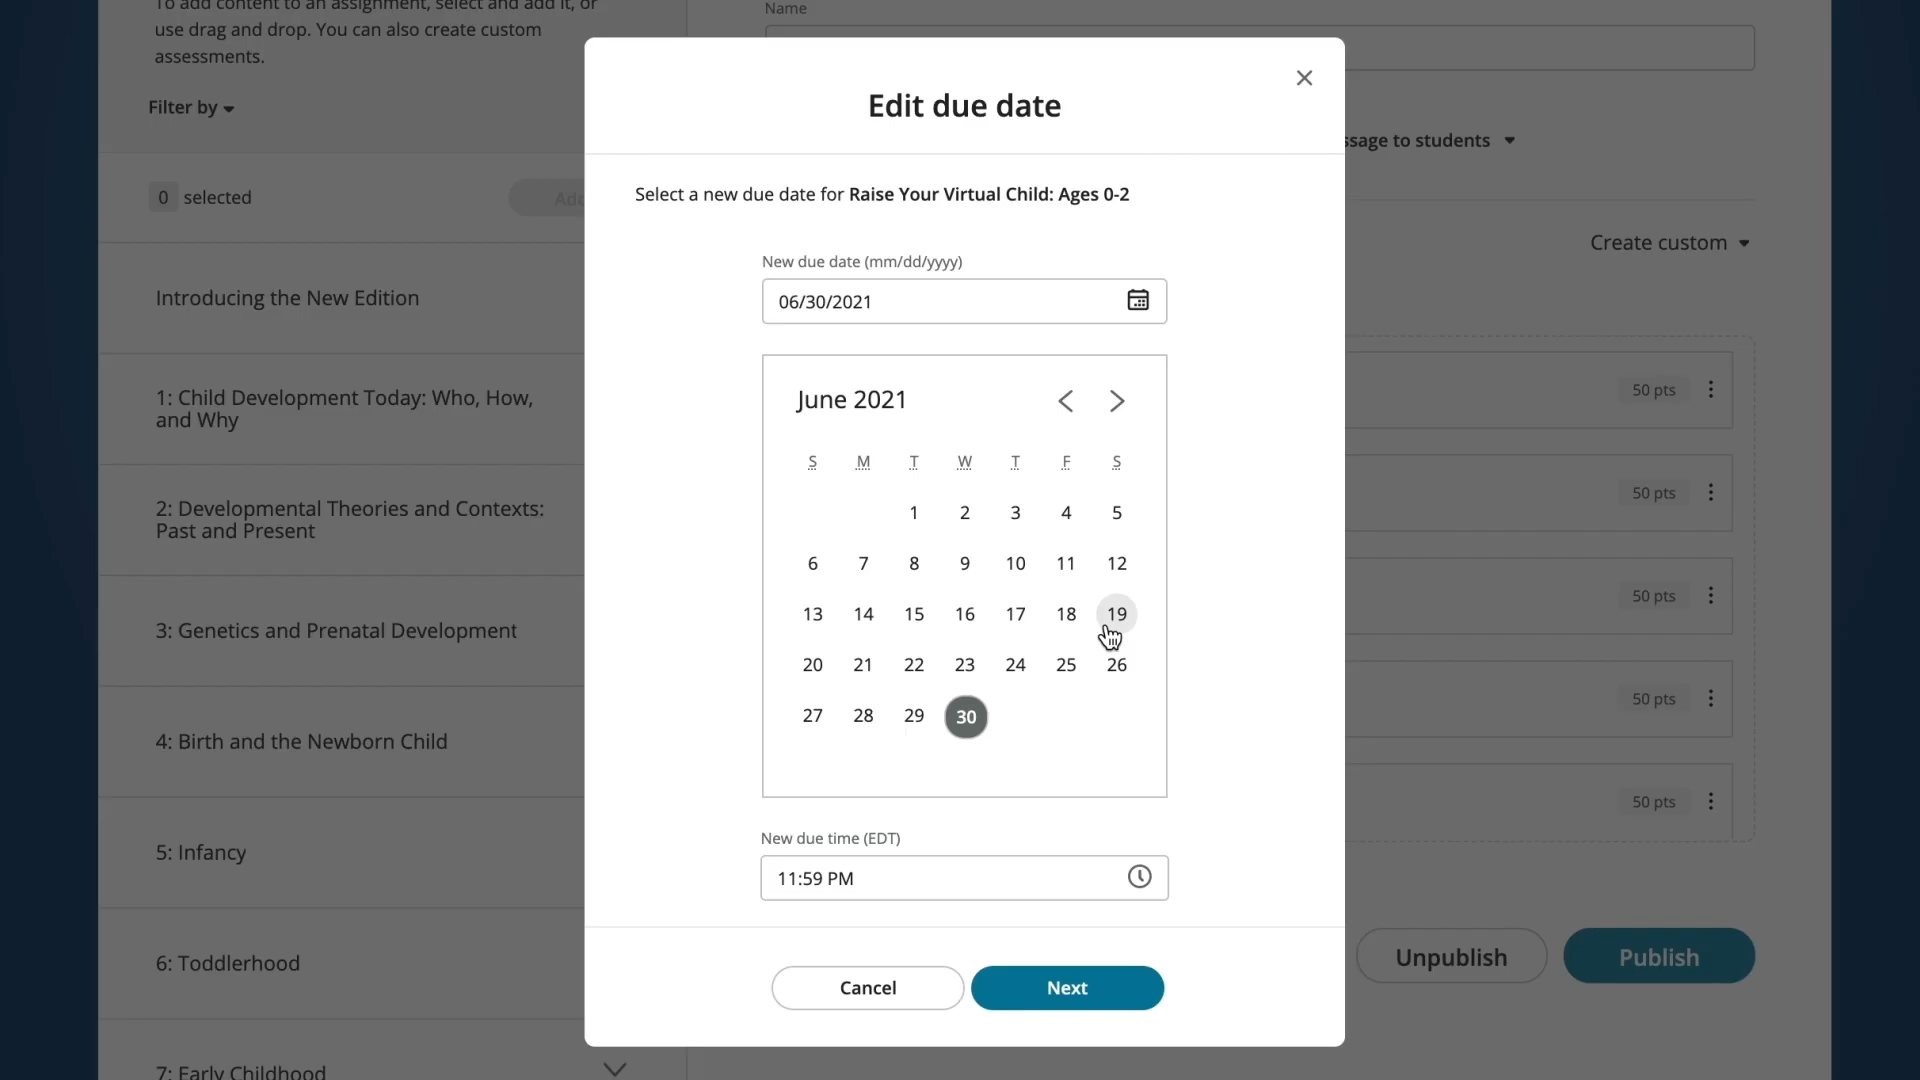 To add content to an assignment, select and add it, or
use drag and drop. You can also create custom
assessments.
Filter by
0 selected
Introducing the New Edition
1: Child Development Today: Who, How,
and Why
2: Developmental Theories and Contexts:
Past and Present
3: Genetics and Prenatal Development
4: Birth and the Newborn Child
5: Infancy
6: Toddlerhood
7: Early Childhood
Edit due date
Select a new due date for Raise Your Virtual Child: Ages 0-2
New due date (mm/dd/yyyy)
06/30/2021
June 2021
S M T W T F S
1 2 3 4 5
6 7 8 9 10 11 12
13 14 15 16 17 18 19
20 21 22 23 24 25 26
27 28 29 30
New due time (EDT)
11:59 PM
Cancel Next
Name
ssage to students
Create custom
50 pts
50 pts
50 pts
50 pts
50 pts
Unpublish Publish